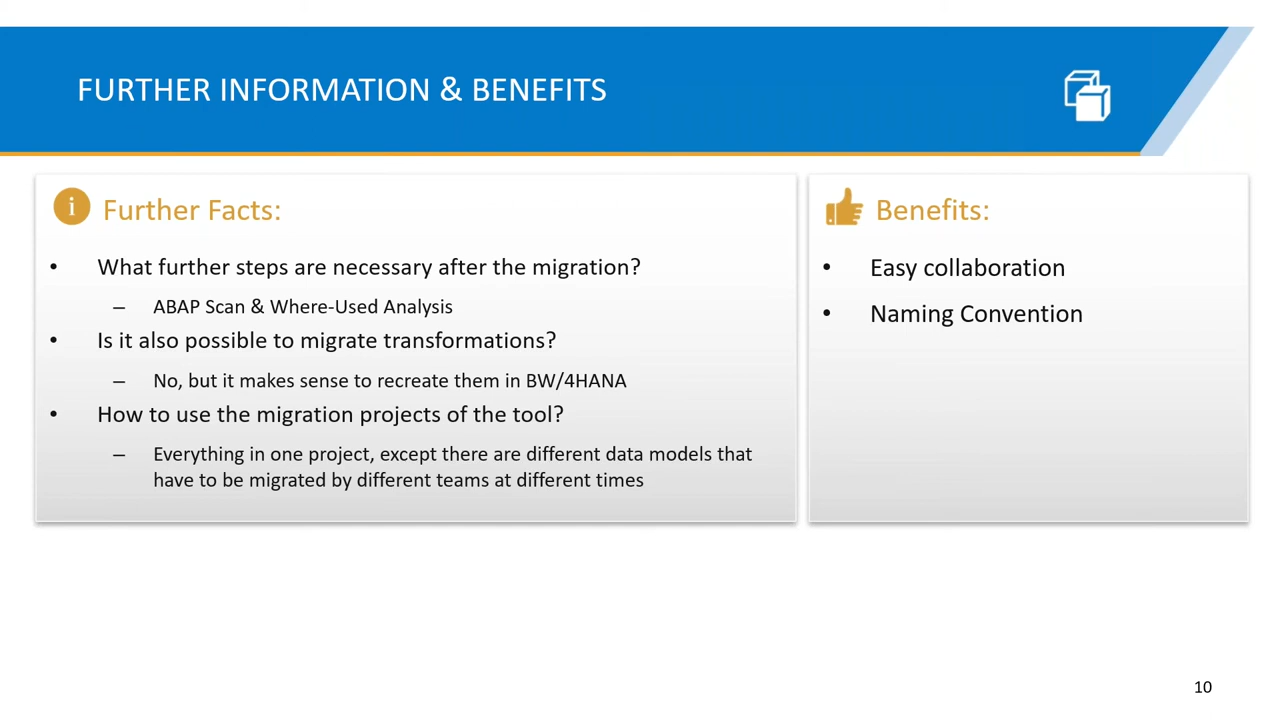 FURTHER INFORMATION & BENEFITS
Further Facts:
• What further steps are necessary after the migration?
– ABAP Scan & Where-Used Analysis
• Is it also possible to migrate transformations?
– No, but it makes sense to recreate them in BW/4HANA
• How to use the migration projects of the tool?
– Everything in one project, except there are different data models that
have to be migrated by different teams at different times
Benefits:
• Easy collaboration
• Naming Convention
10